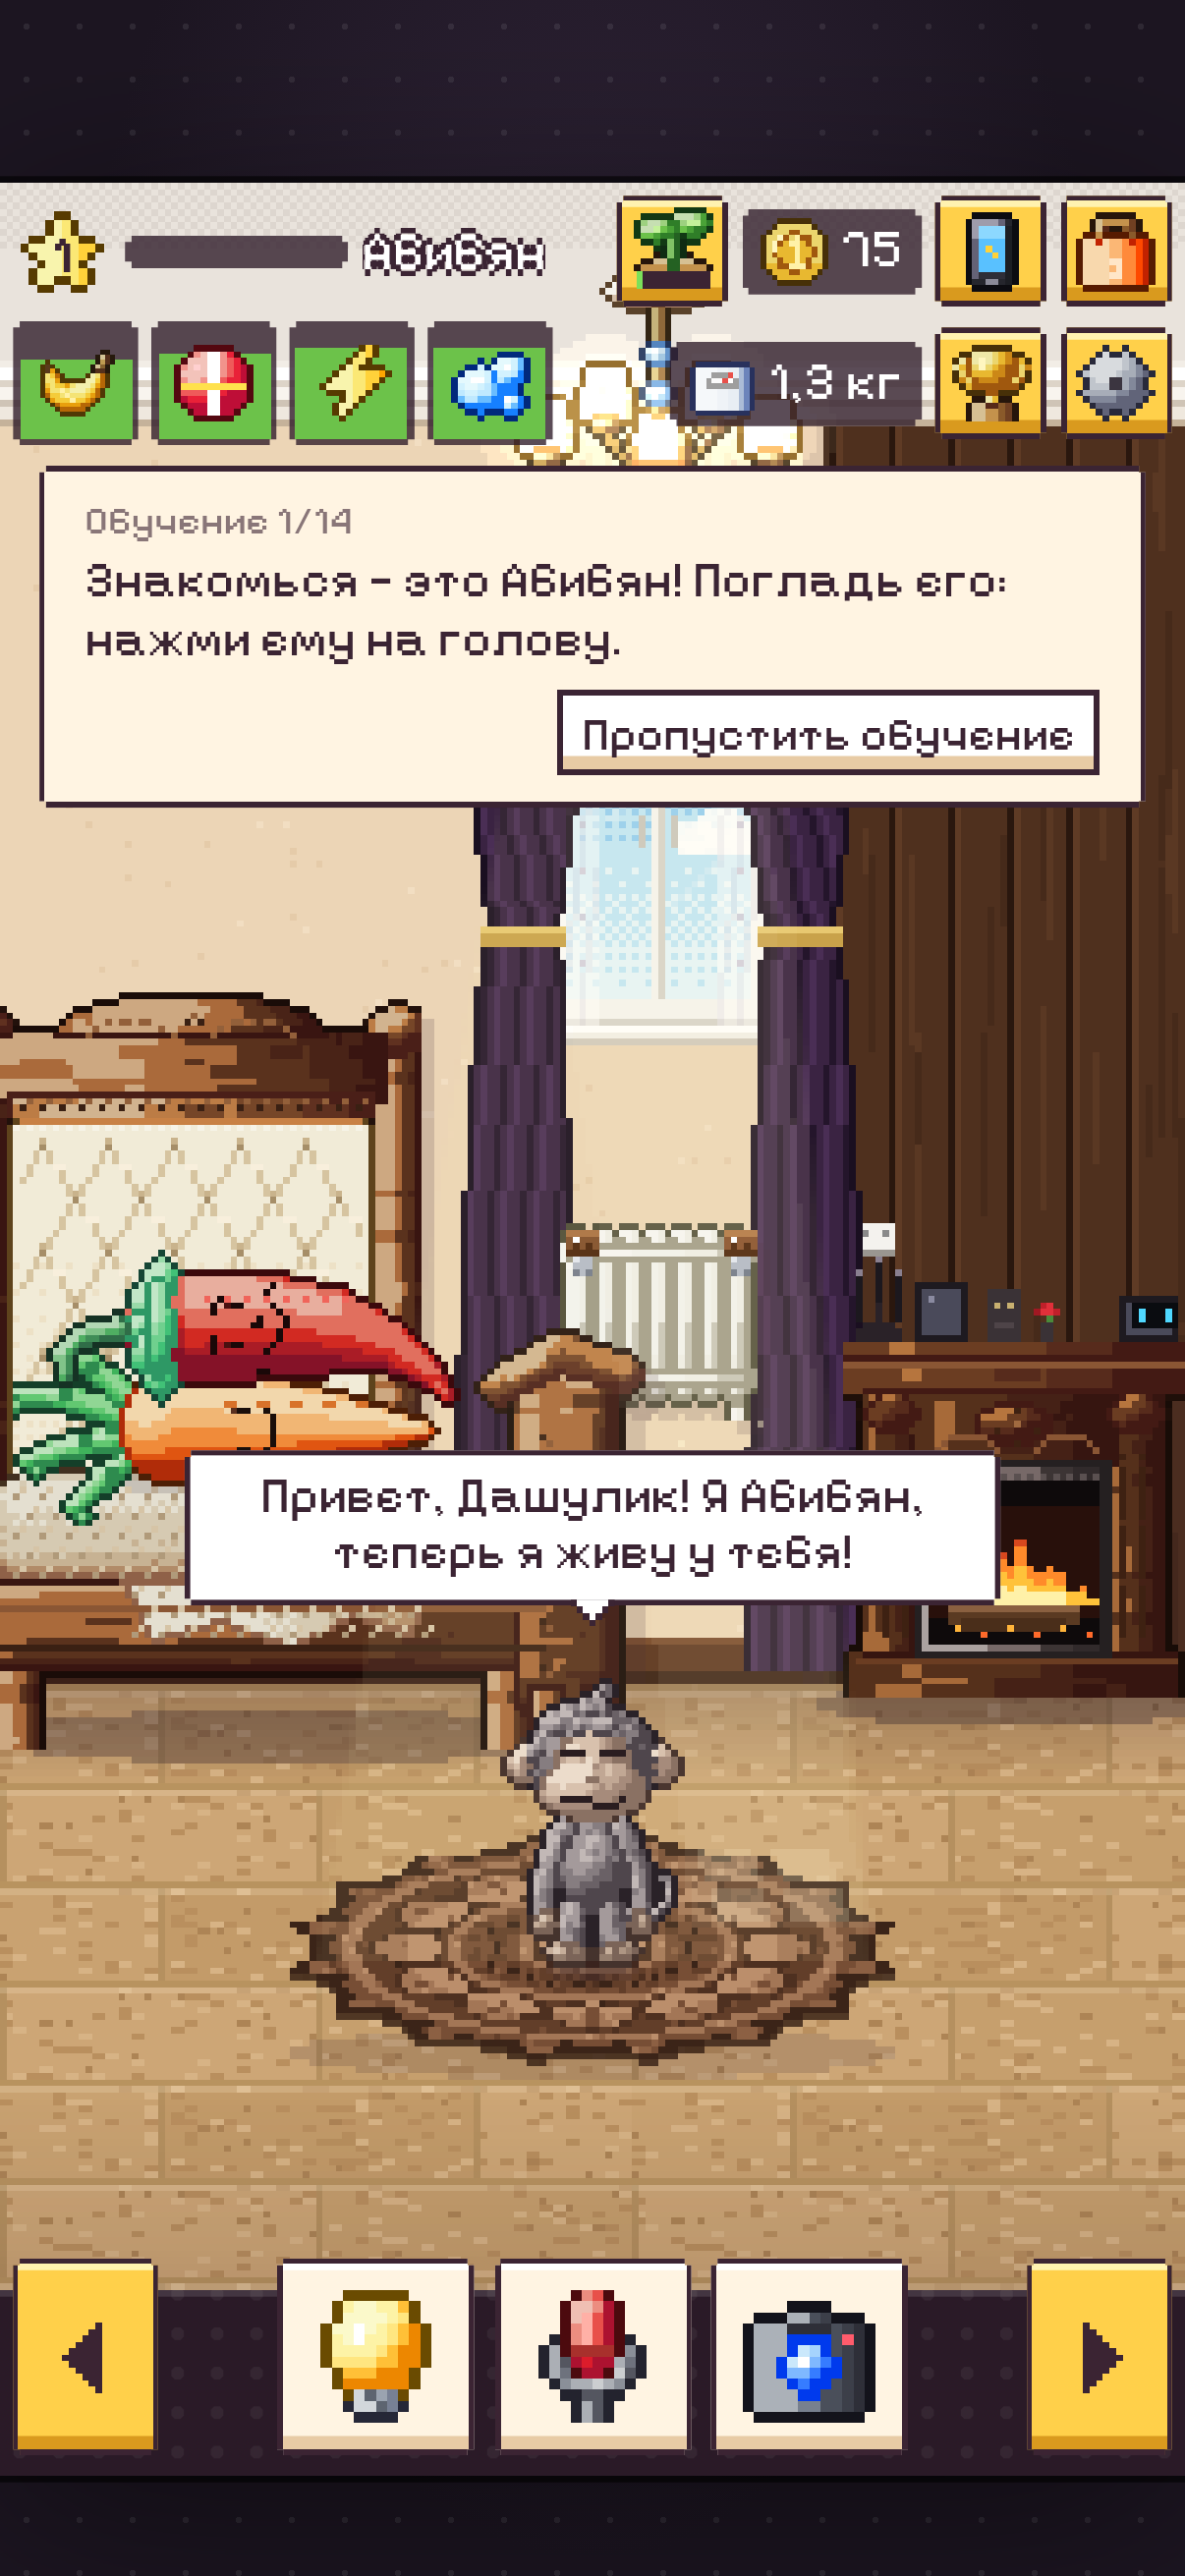 1
Абибян
15
1,3 кг
Обучение 1/14
Знакомься - это Абибян! Погладь его:
нажми ему на голову.
Пропустить обучение
Привет, Дашулик! Я Абибян,
теперь я живу у тебя!